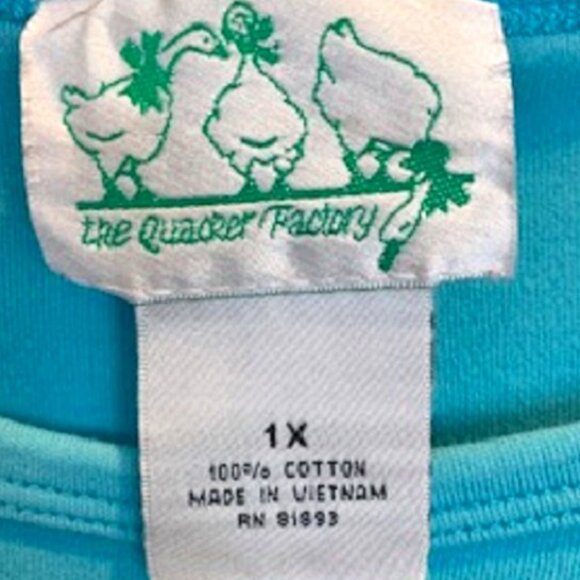 the Quacker Factory
1X
100% COTTON
MADE IN VIETNAM
RN 81893